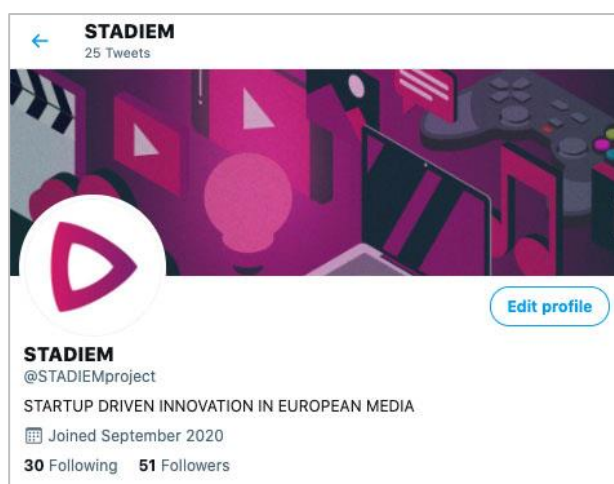 STADIEM
25 Tweets
Edit profile
STADIEM
@STADIEMproject
STARTUP DRIVEN INNOVATION IN EUROPEAN MEDIA
Joined September 2020
30 Following 51 Followers